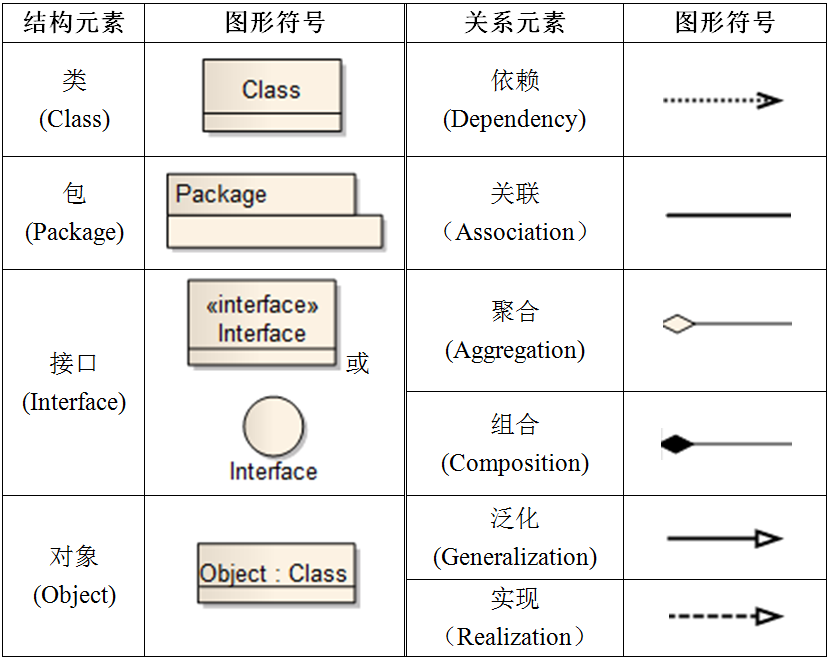 结构元素 图形符号 关系元素 图形符号
类
(Class)
Class
依赖
(Dependency)
包
(Package)
Package
关联
（Association）
接口
(Interface)
«interface»
Interface
或
Interface
聚合
(Aggregation)
组合
(Composition)
对象
(Object)
Object : Class
泛化
(Generalization)
实现
（Realization）